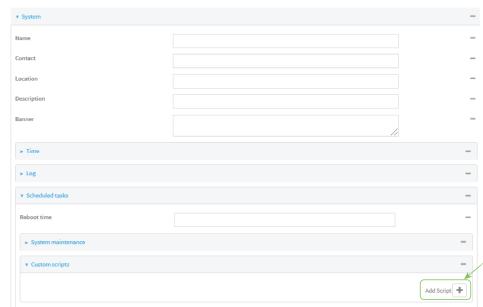 System
Name
Contact
Location
Description
Banner
Time
Log
Scheduled tasks
Reboot time
System maintenance
Custom scripts
Add Script